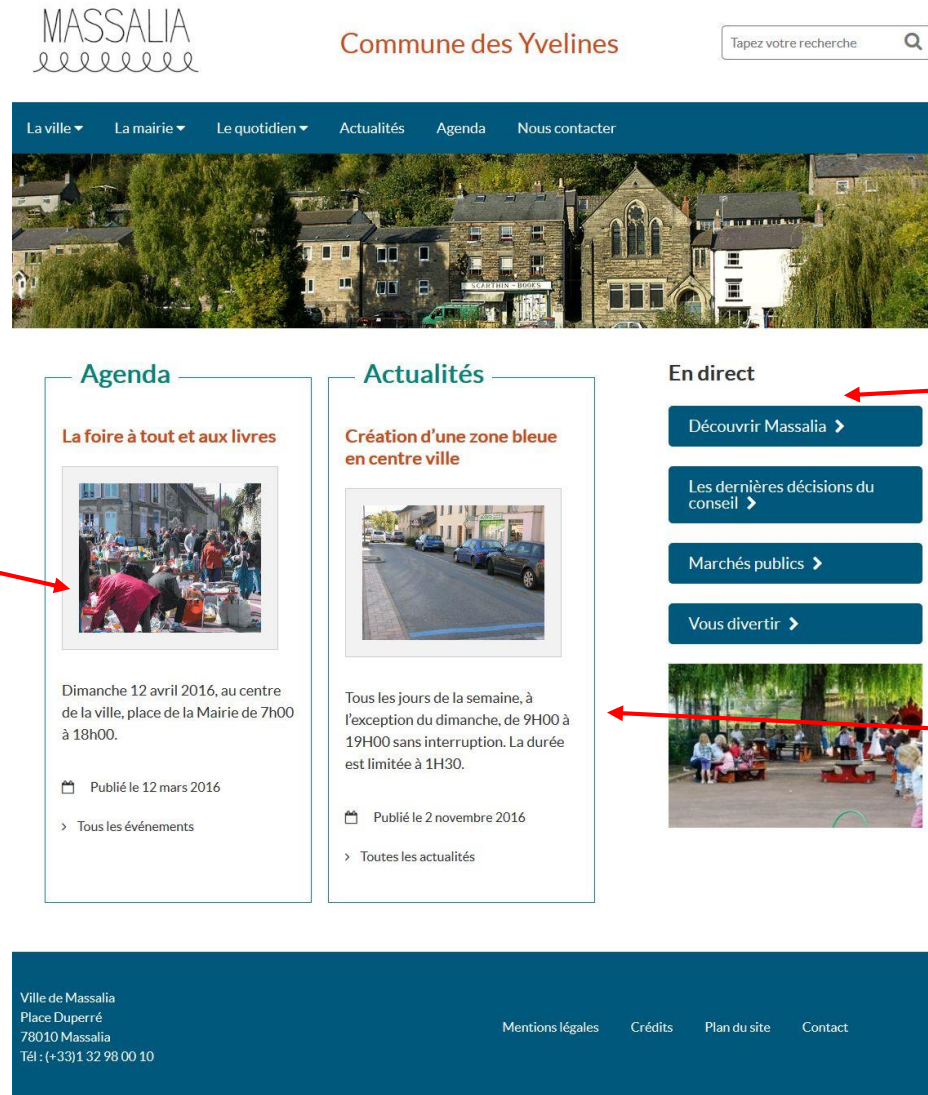 MASSALIA
Commune des Yvelines
Tapez votre recherche
La ville
La mairie
Le quotidien
Actualités
Agenda
Nous contacter
SCARTHIN - BOOKS
Agenda
La foire à tout et aux livres
Dimanche 12 avril 2016, au centre
de la ville, place de la Mairie de 7h00
à 18h00.
Publié le 12 mars 2016
> Tous les événements
Actualités
Création d'une zone bleue
en centre ville
Tous les jours de la semaine, à
l'exception du dimanche, de 9H00 à
19H00 sans interruption. La durée
est limitée à 1H30.
Publié le 2 novembre 2016
> Toutes les actualités
En direct
Découvrir Massalia >
Les dernières décisions du
conseil >
Marchés publics >
Vous divertir >
Ville de Massalia
Place Duperré
78010 Massalia
Tél : (+33)1 32 98 00 10
Mentions légales
Crédits
Plan du site
Contact